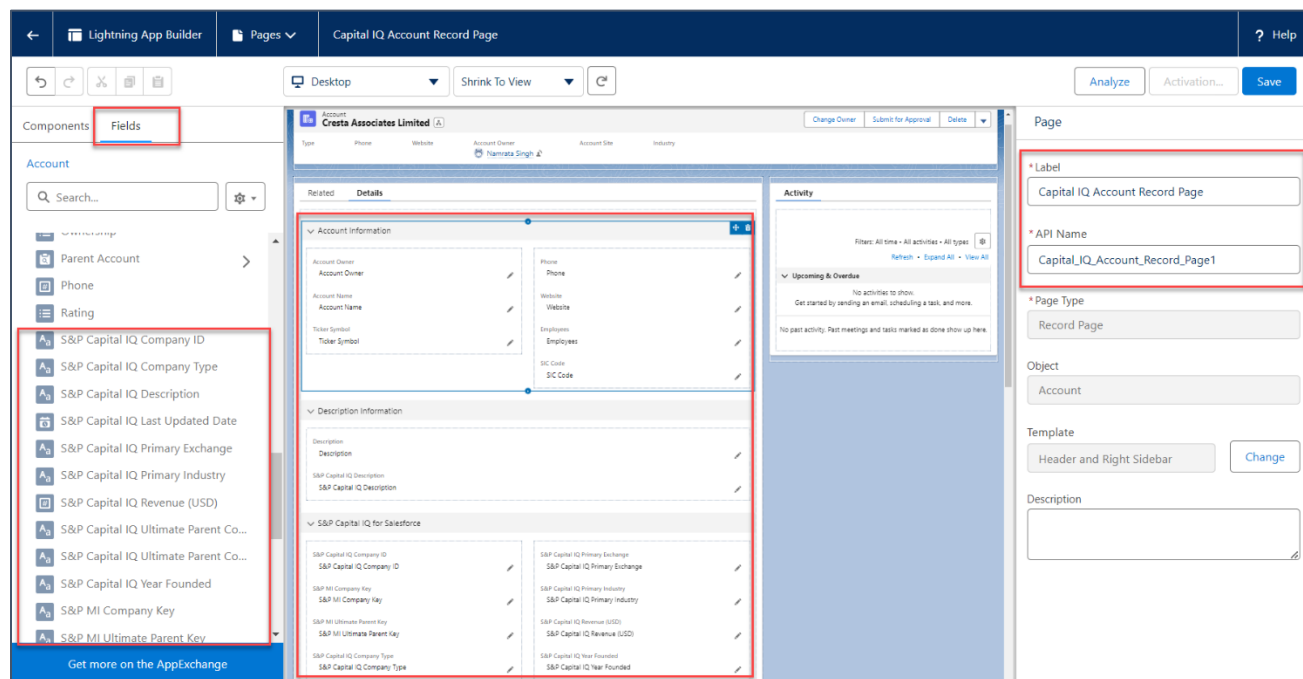 Lightning App Builder
Pages
Capital IQ Account Record Page
? Help
Desktop
Shrink To View
Analyze
Activation...
Save
Components
Fields
Account
Search...
Ownership
Parent Account
Phone
Rating
S&P Capital IQ Company ID
S&P Capital IQ Company Type
S&P Capital IQ Description
S&P Capital IQ Last Updated Date
S&P Capital IQ Primary Exchange
S&P Capital IQ Primary Industry
S&P Capital IQ Revenue (USD)
S&P Capital IQ Ultimate Parent Co...
S&P Capital IQ Ultimate Parent Co...
S&P Capital IQ Year Founded
S&P MI Company Key
S&P MI Ultimate Parent Key
Get more on the AppExchange
Account
Cresta Associates Limited
Change Owner
Submit for Approval
Delete
Type
Phone
Website
Account Owner
Account Site
Industry
Namrata Singh
Related
Details
Account Information
Account Owner
Account Owner
Account Name
Account Name
Ticker Symbol
Ticker Symbol
Phone
Phone
Website
Website
Employees
Employees
SIC Code
SIC Code
Description Information
Description
Description
S&P Capital IQ Description
S&P Capital IQ Description
S&P Capital IQ for Salesforce
S&P Capital IQ Company ID
S&P Capital IQ Company ID
S&P MI Company Key
S&P MI Company Key
S&P MI Ultimate Parent Key
S&P MI Ultimate Parent Key
S&P Capital IQ Company Type
S&P Capital IQ Company Type
S&P Capital IQ Primary Exchange
S&P Capital IQ Primary Exchange
S&P Capital IQ Primary Industry
S&P Capital IQ Primary Industry
S&P Capital IQ Revenue (USD)
S&P Capital IQ Revenue (USD)
S&P Capital IQ Year Founded
S&P Capital IQ Year Founded
Activity
Filters: All time • All activities • All types
Refresh • Expand All • View All
Upcoming & Overdue
No activities to show.
Get started by sending an email, scheduling a task, and more.
No past activity. Past meetings and tasks marked as done show up here.
Page
* Label
Capital IQ Account Record Page
* API Name
Capital_IQ_Account_Record_Page1
* Page Type
Record Page
Object
Account
Template
Header and Right Sidebar
Change
Description